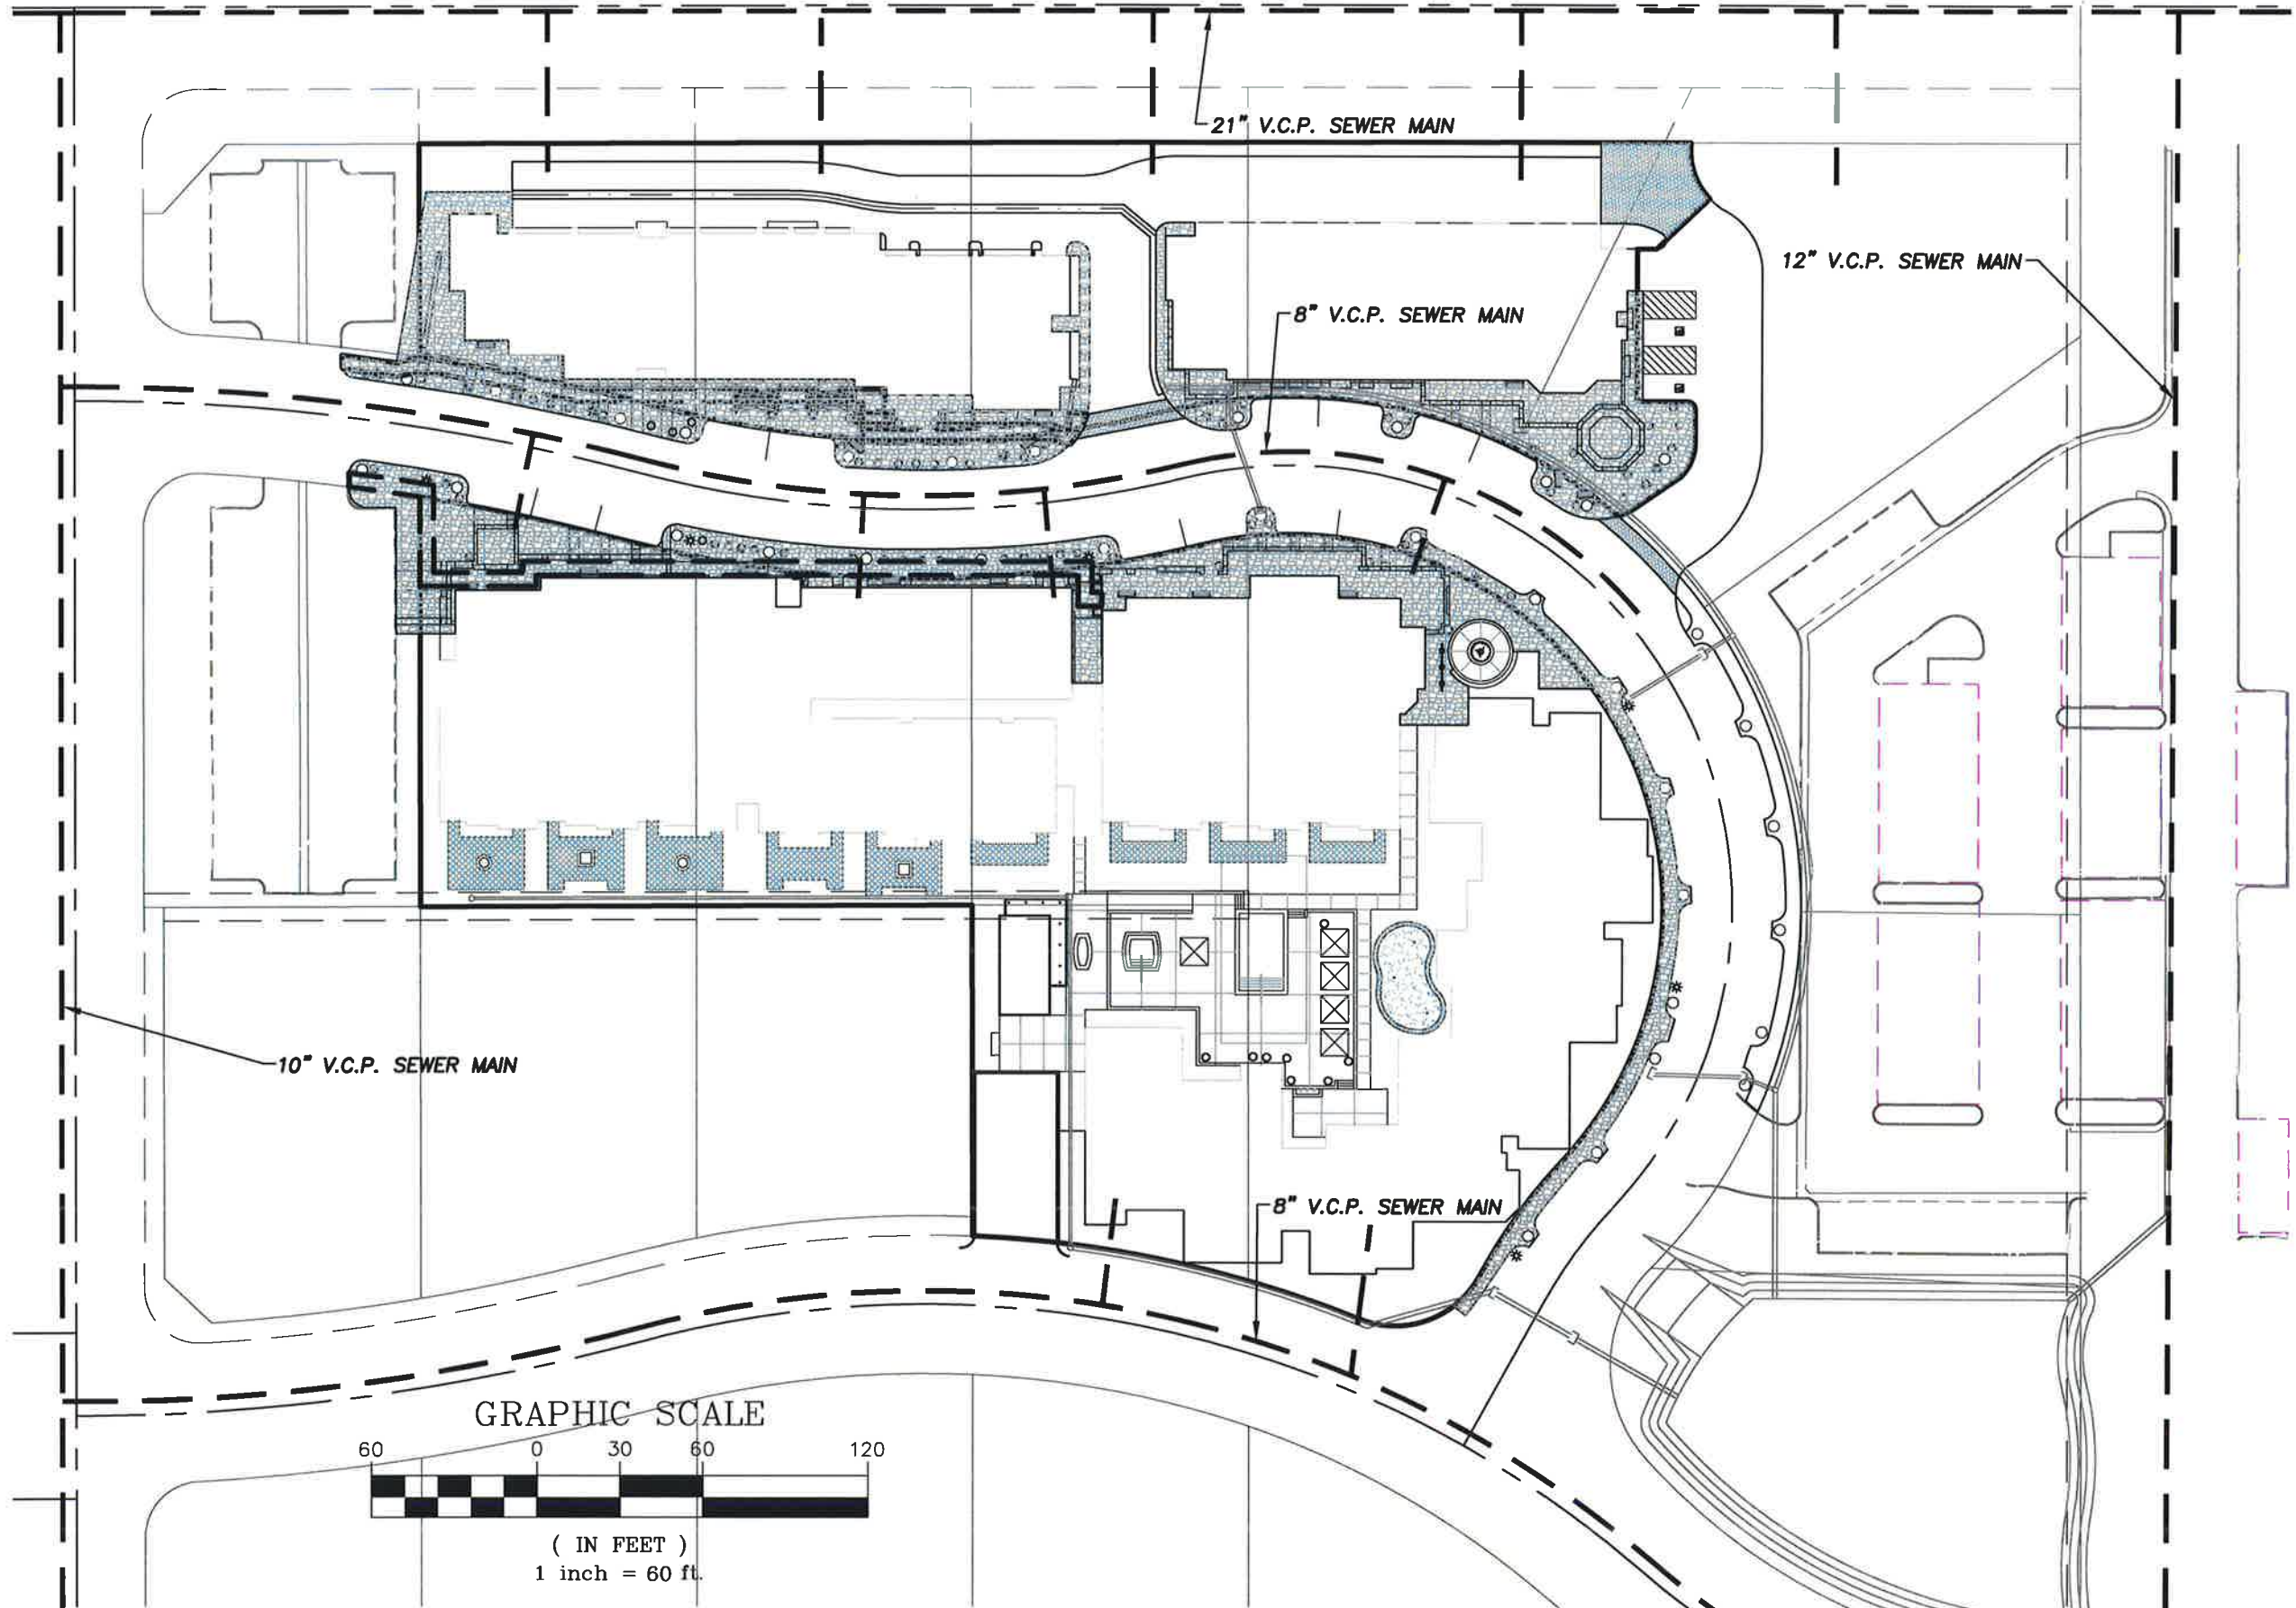 21" V.C.P. SEWER MAIN
12" V.C.P. SEWER MAIN
8" V.C.P. SEWER MAIN
10" V.C.P. SEWER MAIN
8" V.C.P. SEWER MAIN
GRAPHIC SCALE
60 0 30 60 120
( IN FEET )
1 inch = 60 ft.